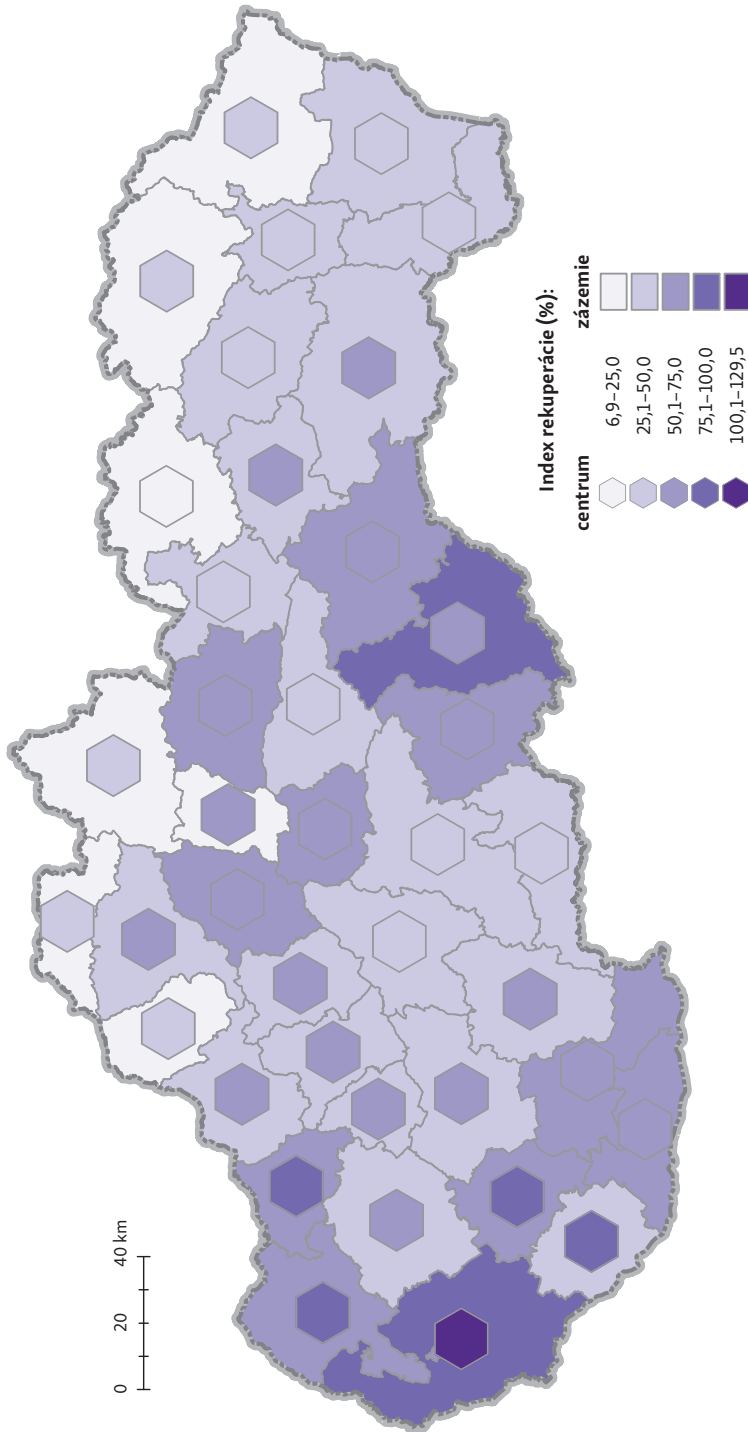 0 20 40 km
Index rekuperácie (%):
centrum zázemie
6,9–25,0
25,1–50,0
50,1–75,0
75,1–100,0
100,1–129,5